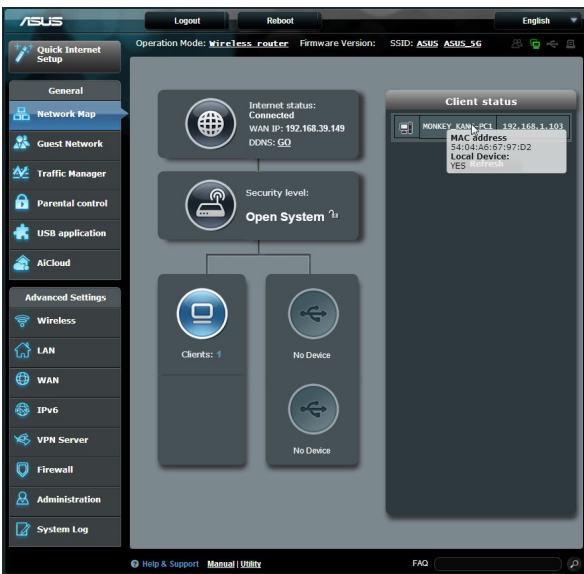 ASUS
Logout Reboot English
Quick Internet Setup
Operation Mode: Wireless router Firmware Version: SSID: ASUS ASUS_5G
General
Network Map
Guest Network
Traffic Manager
Parental control
USB application
AiCloud
Advanced Settings
Wireless
LAN
WAN
IPv6
VPN Server
Firewall
Administration
System Log
Internet status:
Connected
WAN IP: 192.168.39.149
DDNS: GO
Security level:
Open System
Clients: 1
No Device
No Device
Client status
192.168.1.103
MAC address
54:04:A6:67:97:D2
Local Device:
YES
Refresh
Help & Support Manual | Utility FAQ